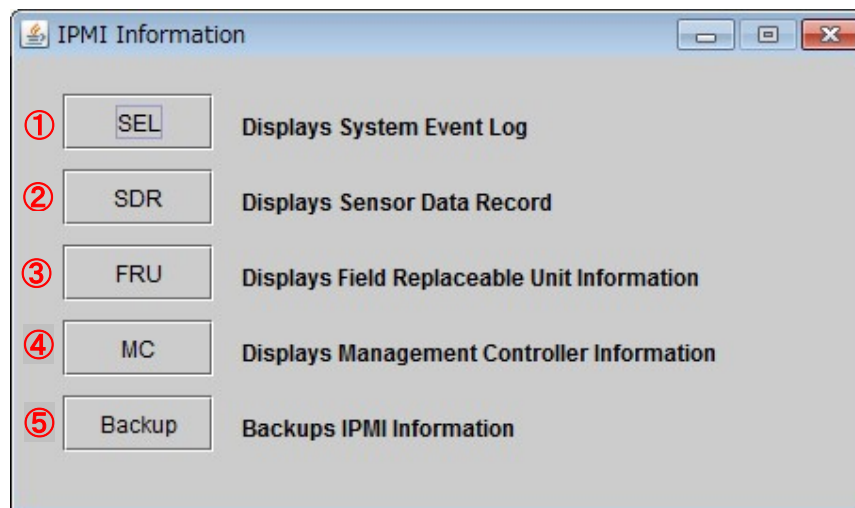 IPMI Information
① SEL Displays System Event Log
② SDR Displays Sensor Data Record
③ FRU Displays Field Replaceable Unit Information
④ MC Displays Management Controller Information
⑤ Backup Backups IPMI Information